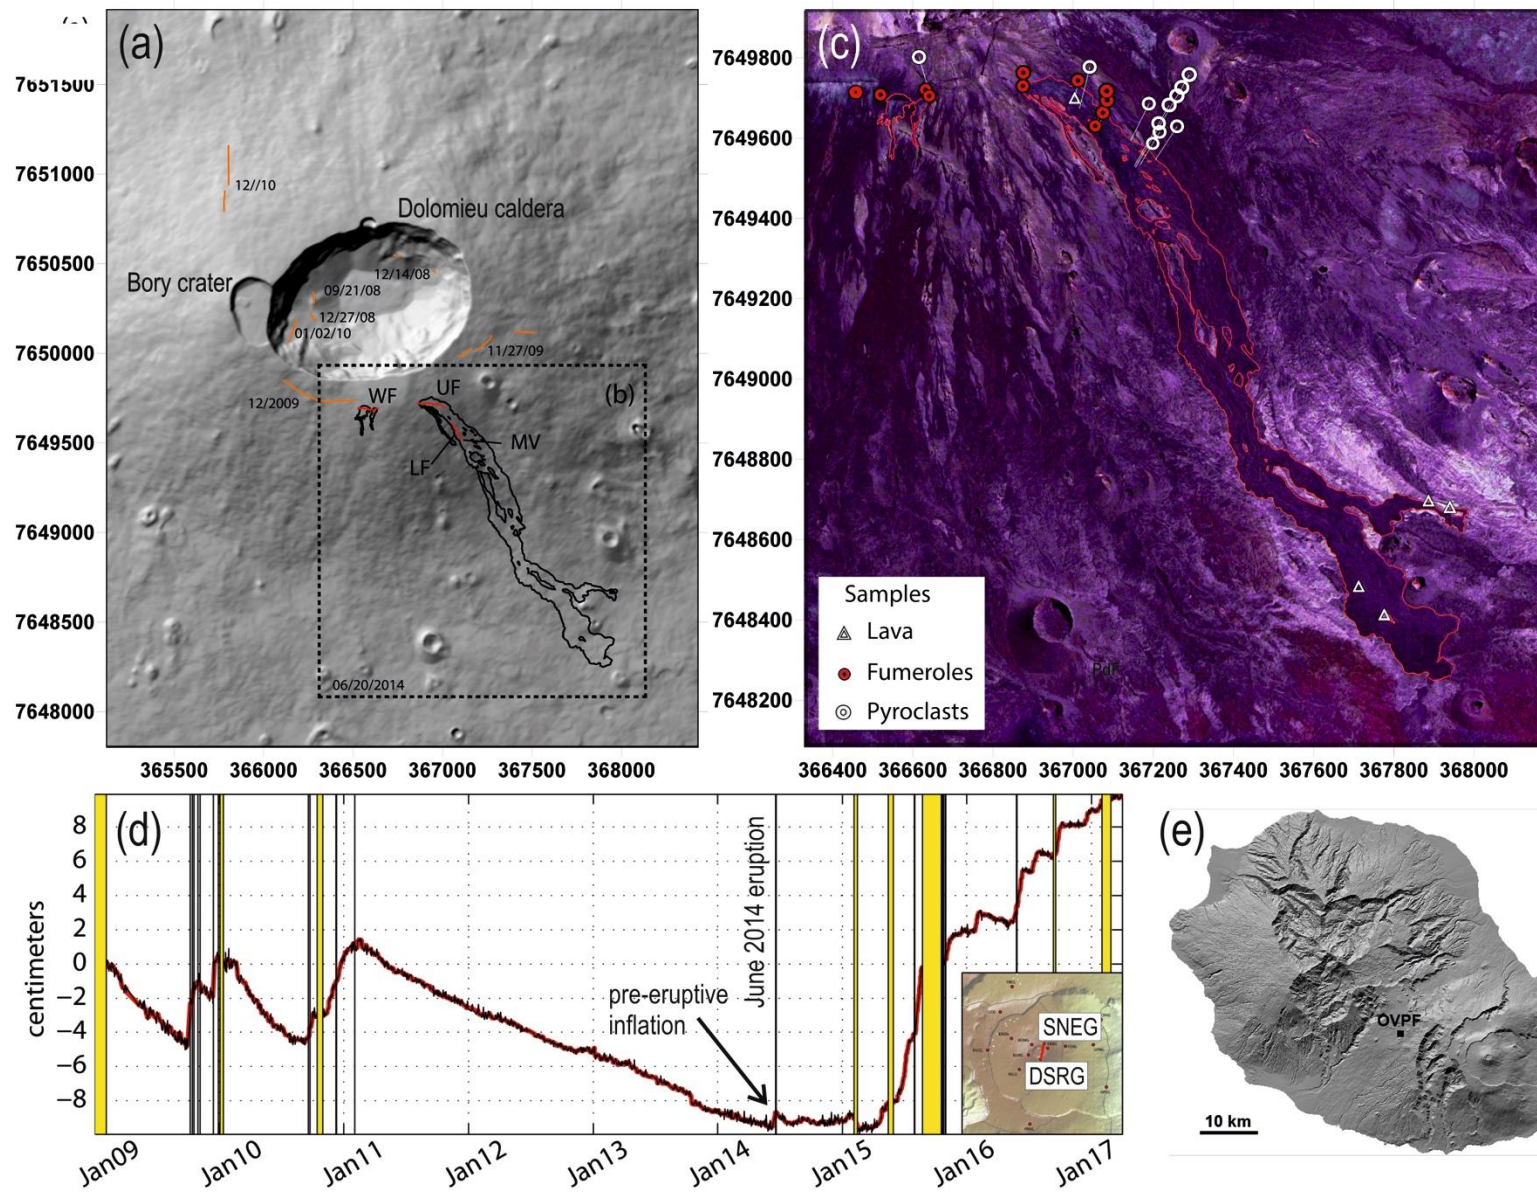 (a)
7651500
7651000
7650500
7650000
7649500
7649000
7648500
7648000
12//10
Dolomieu caldera
Bory crater
12/14/08
09/21/08
12/27/08
01/02/10
11/27/09
12/2009
WF
UF
(b)
MV
LF
06/20/2014
365500 366000 366500 367000 367500 368000
(c)
7649800
7649600
7649400
7649200
7649000
7648800
7648600
7648400
7648200
Samples
Lava
Fumeroles
Pyroclasts
PdF
366400 366600 366800 367000 367200 367400 367600 367800 368000
(d)
centimeters
8
6
4
2
0
−2
−4
−6
−8
pre-eruptive
inflation
June 2014 eruption
SNEG
DSRG
Jan09 Jan10 Jan11 Jan12 Jan13 Jan14 Jan15 Jan16 Jan17
(e)
OVPF
10 km